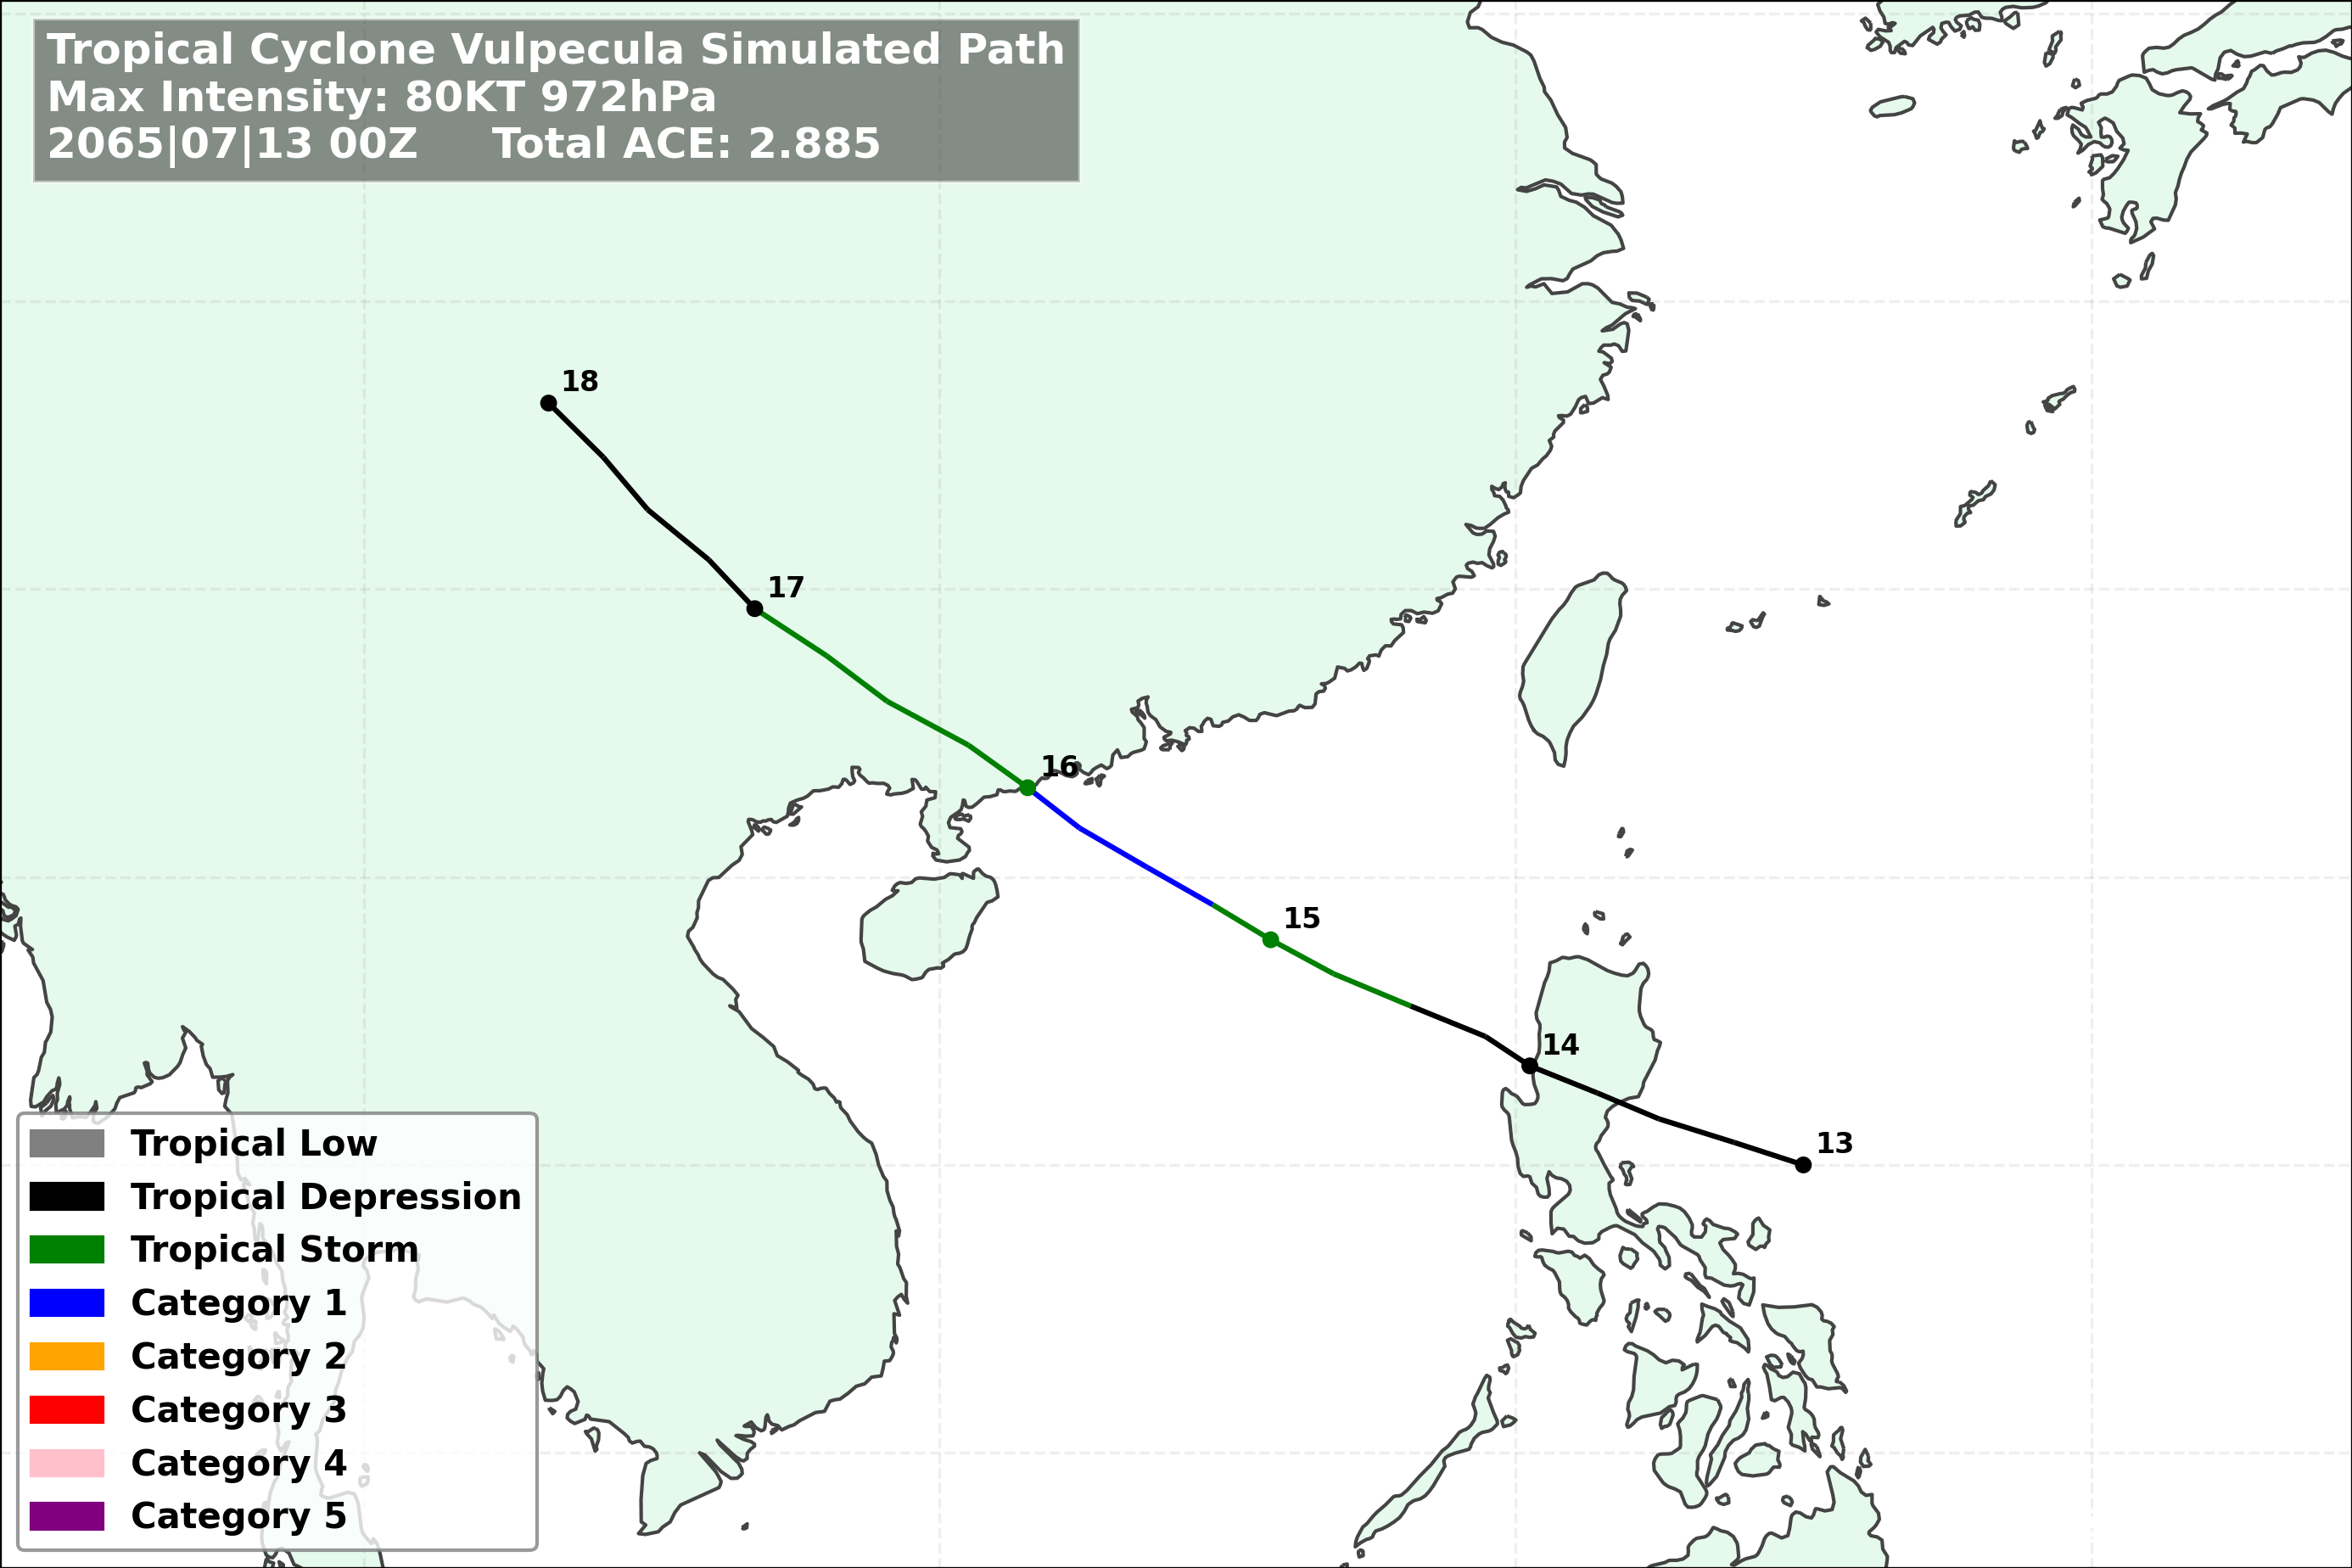 Tropical Cyclone Vulpecula Simulated Path
Max Intensity: 80KT 972hPa
2065|07|13 00Z Total ACE: 2.885
18
17
16
15
14
13
Tropical Low
Tropical Depression
Tropical Storm
Category 1
Category 2
Category 3
Category 4
Category 5